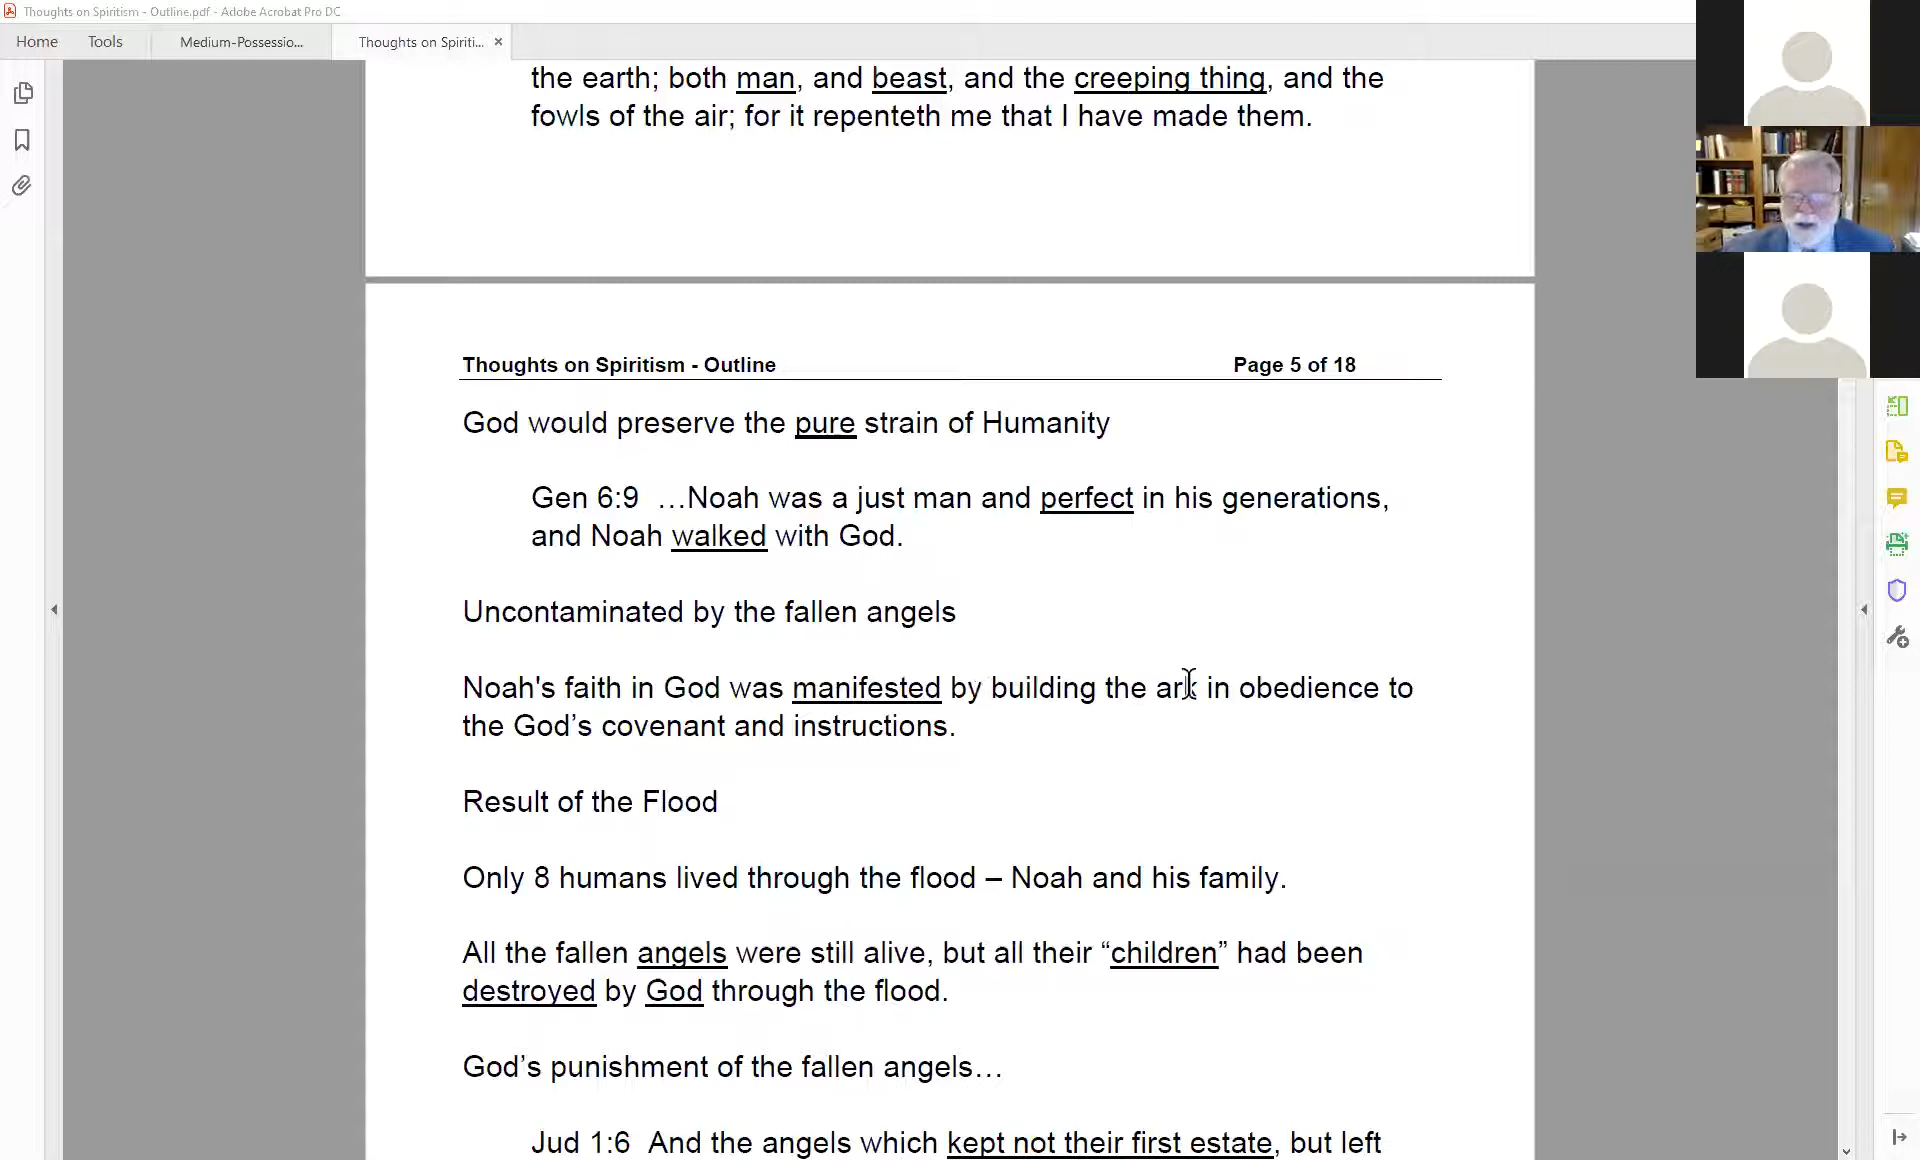 Thoughts on Spiritism - Outline.pdf - Adobe Acrobat Pro DC
Home Tools Medium-Possessio... Thoughts on Spiriti... ×
the earth; both man, and beast, and the creeping thing, and the
fowls of the air; for it repenteth me that I have made them.
Thoughts on Spiritism - Outline Page 5 of 18
God would preserve the pure strain of Humanity
Gen 6:9 …Noah was a just man and perfect in his generations,
and Noah walked with God.
Uncontaminated by the fallen angels
Noah's faith in God was manifested by building the ark in obedience to
the God’s covenant and instructions.
Result of the Flood
Only 8 humans lived through the flood – Noah and his family.
All the fallen angels were still alive, but all their “children” had been
destroyed by God through the flood.
God’s punishment of the fallen angels…
Jud 1:6 And the angels which kept not their first estate, but left